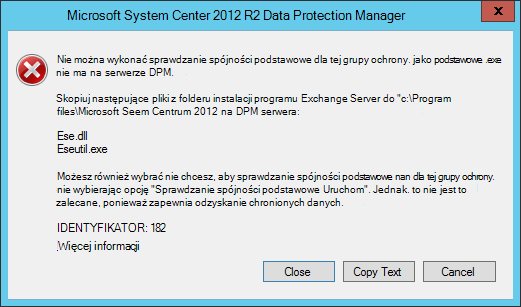 Microsoft System Center 2012 R2 Data Protection Manager
x
Nie można wykonać sprawdzanie spójności podstawowe dla tej grupy ochrony. jako podstawowe .exe
nie ma na serwerze DPM.
Skopiuj następujące pliki z folderu instalacji programu Exchange Server do "c:\Program
files\Microsoft Seem Centrum 2012 na DPM serwera:
Ese.dll
Eseutil.exe
Możesz również wybrać nie chcesz, aby sprawdzanie spójności podstawowe nan dla tej grupy ochrony.
nie wybierając opcję "Sprawdzanie spójności podstawowe Uruchom". Jednak. to nie jest to
zalecane, ponieważ zapewnia odzyskanie chronionych danych.
IDENTYFIKATOR: 182
.Więcej informacji
Close
Copy Text
Cancel